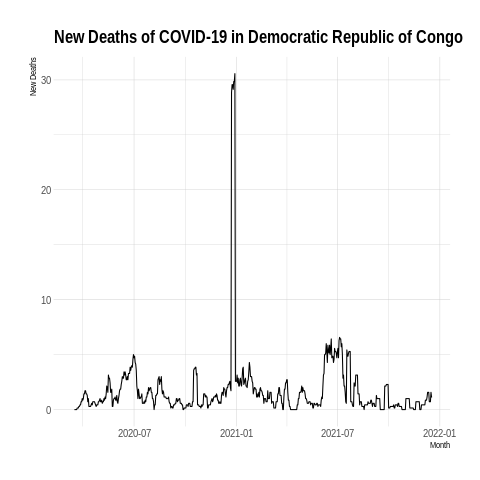 New Deaths of COVID-19 in Democratic Republic of Congo
New Deaths
30
20
10
0
2020-07
2021-01
2021-07
2022-01
Month